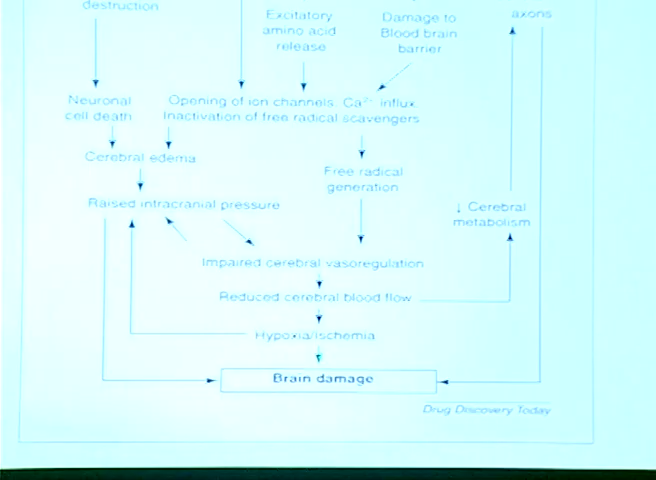 destruction
Excitatory
amino acid
release
Damage to
Blood brain
barrier
axons
Neuronal
cell death
Opening of ion channels, Ca²⁺ influx
Inactivation of free radical scavengers
Cerebral edema
Free radical
generation
Raised intracranial pressure
↓ Cerebral
metabolism
Impaired cerebral vasoregulation
Reduced cerebral blood flow
Hypoxia/ischemia
Brain damage
Drug Discovery Today